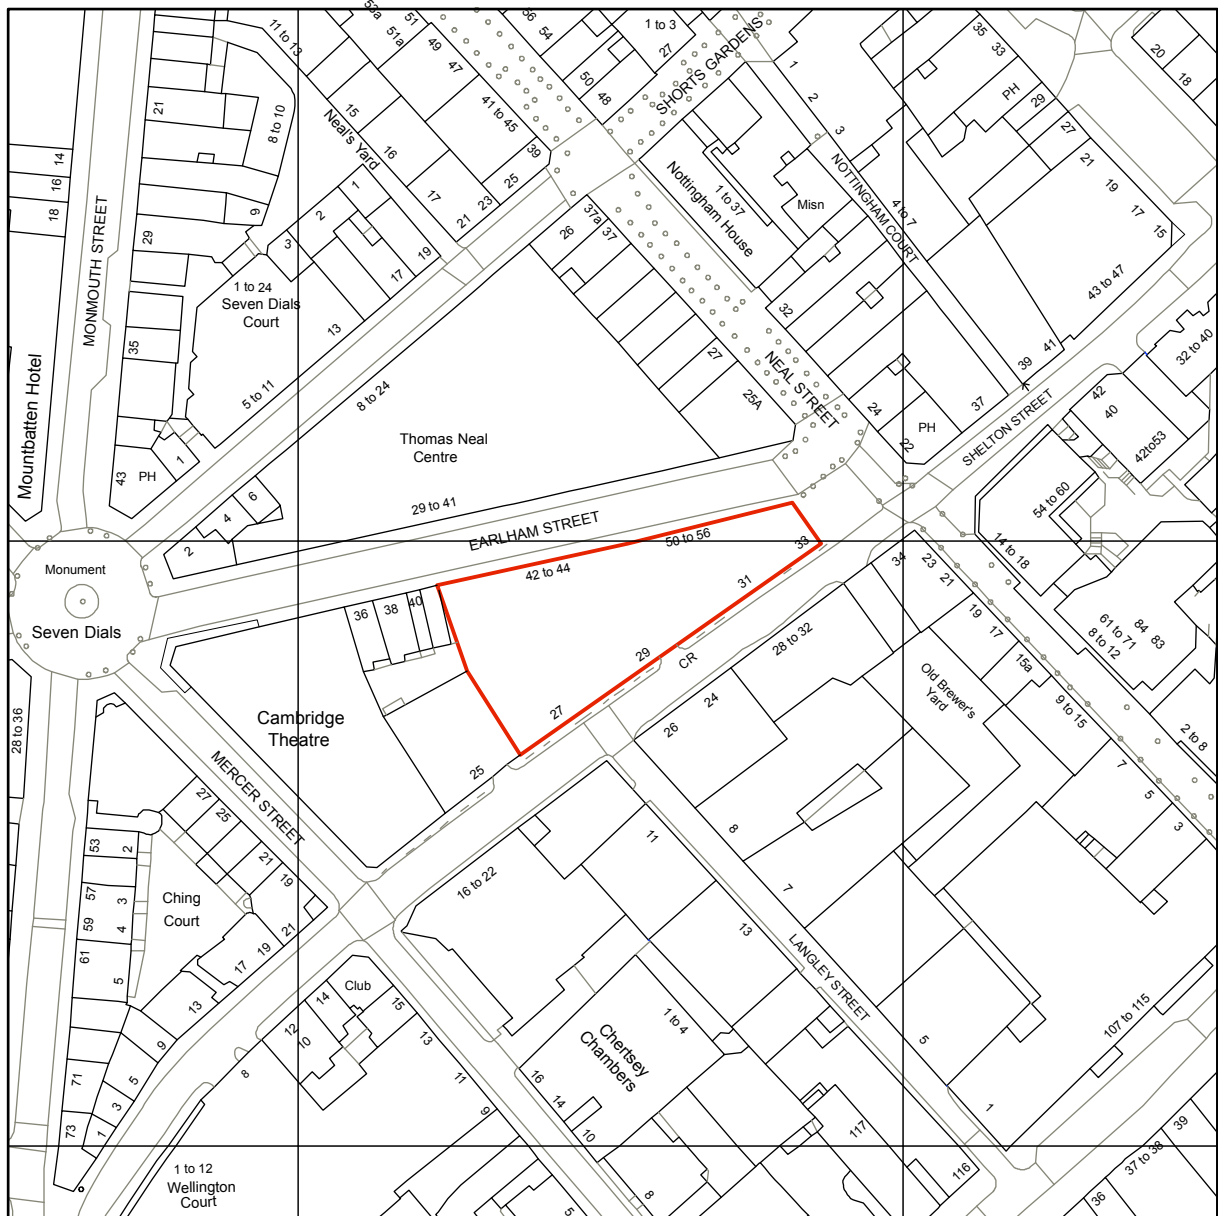 11 to 13
53a
51
51a
49
47
56
54
50
48
1 to 3
27
SHORTS GARDENS
1
2
3
35
33
PH
29
27
20
18
21
8 to 10
15
Neal's Yard
16
17
41 to 45
39
25
23
21
14
16
18
MONMOUTH STREET
29
6
3
2
1
19
17
37a
37
26
Nottingham House
1 to 37
Misn
NOTTINGHAM COURT
4 to 7
21
19
17
15
43 to 47
1 to 24
Seven Dials
Court
13
35
5 to 11
8 to 24
32
27
25A
NEAL STREET
24
22
PH
37
39
41
SHELTON STREET
32 to 40
42
40
42to53
Mountbatten Hotel
43
PH
1
Thomas Neal
Centre
29 to 41
EARLHAM STREET
2
4
6
50 to 56
33
54 to 60
14 to 18
Monument
Seven Dials
42 to 44
36
38
40
31
29
27
CR
28 to 32
34
23
21
19
17
15a
9 to 15
61 to 71
8 to 12
84
83
2 to 8
Old Brewer's
Yard
28 to 36
Cambridge
Theatre
MERCER STREET
25
26
24
8
7
7
5
3
27
25
21
19
53
2
57
3
59
4
61
5
Ching
Court
21
19
17
13
16 to 22
11
13
LANGLEY STREET
Club
14
12
10
15
13
11
9
8
9
5
3
1
71
73
1 to 4
Chertsey
Chambers
16
14
10
8
5
5
1
107 to 115
117
116
39
37 to 38
36
1 to 12
Wellington
Court